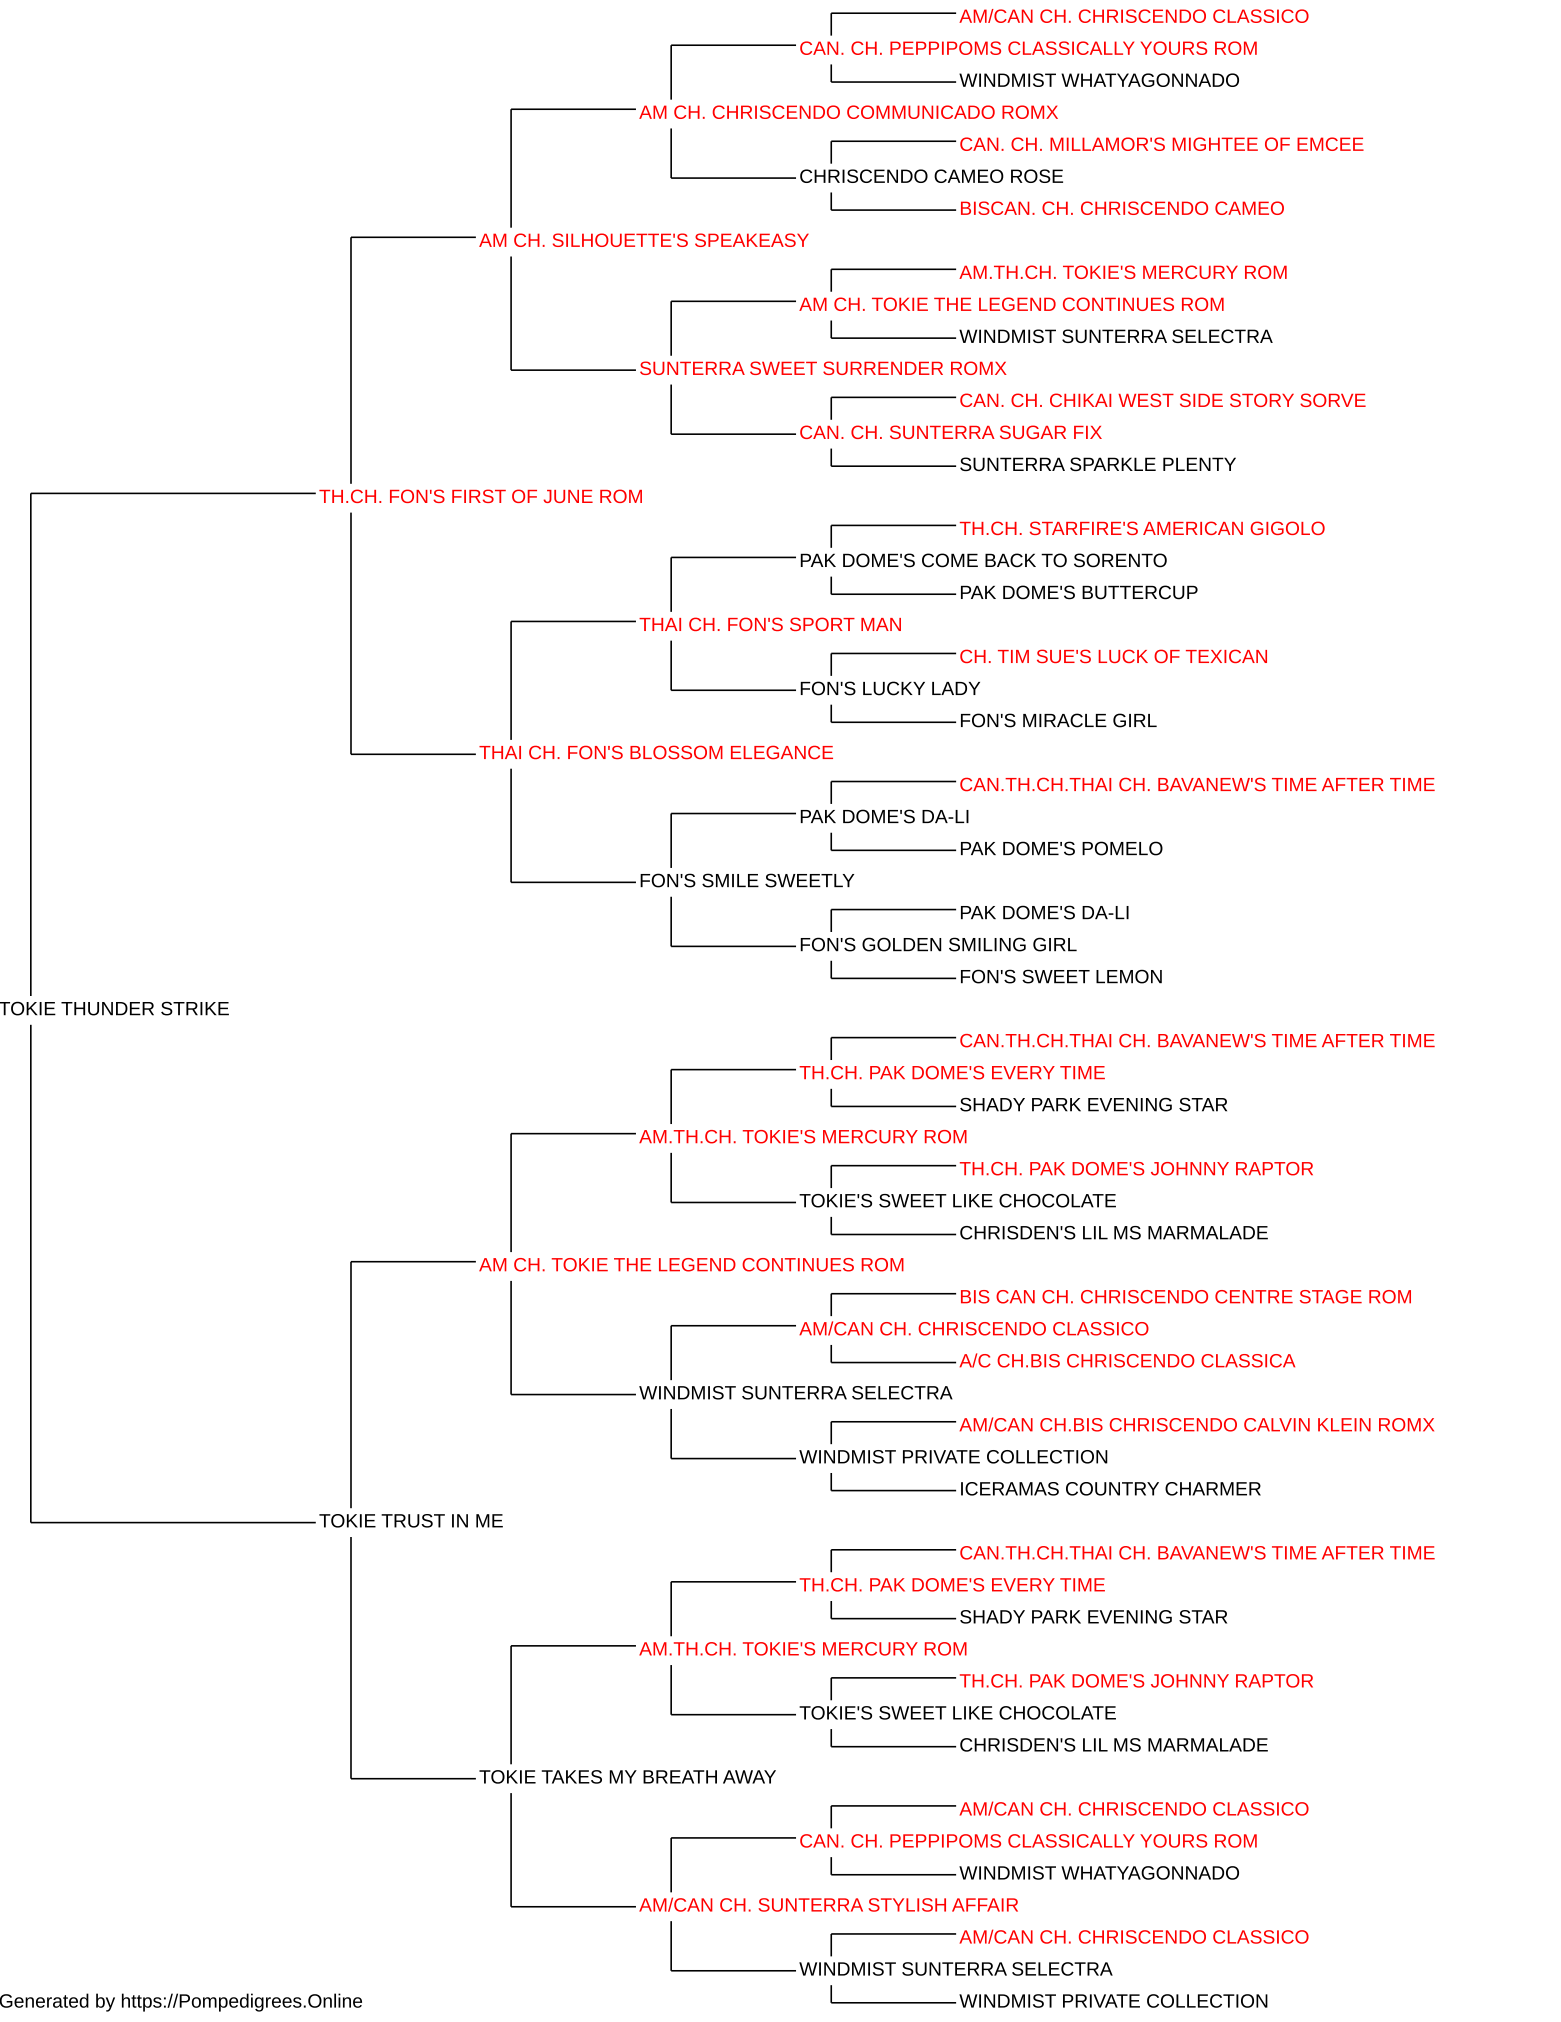 AM/CAN CH. CHRISCENDO CLASSICO
CAN. CH. PEPPIPOMS CLASSICALLY YOURS ROM
WINDMIST WHATYAGONNADO
AM CH. CHRISCENDO COMMUNICADO ROMX
CAN. CH. MILLAMOR'S MIGHTEE OF EMCEE
CHRISCENDO CAMEO ROSE
BISCAN. CH. CHRISCENDO CAMEO
AM CH. SILHOUETTE'S SPEAKEASY
AM.TH.CH. TOKIE'S MERCURY ROM
AM CH. TOKIE THE LEGEND CONTINUES ROM
WINDMIST SUNTERRA SELECTRA
SUNTERRA SWEET SURRENDER ROMX
CAN. CH. CHIKAI WEST SIDE STORY SORVE
CAN. CH. SUNTERRA SUGAR FIX
SUNTERRA SPARKLE PLENTY
TH.CH. FON'S FIRST OF JUNE ROM
TH.CH. STARFIRE'S AMERICAN GIGOLO
PAK DOME'S COME BACK TO SORENTO
PAK DOME'S BUTTERCUP
THAI CH. FON'S SPORT MAN
CH. TIM SUE'S LUCK OF TEXICAN
FON'S LUCKY LADY
FON'S MIRACLE GIRL
THAI CH. FON'S BLOSSOM ELEGANCE
CAN.TH.CH.THAI CH. BAVANEW'S TIME AFTER TIME
PAK DOME'S DA-LI
PAK DOME'S POMELO
FON'S SMILE SWEETLY
PAK DOME'S DA-LI
FON'S GOLDEN SMILING GIRL
FON'S SWEET LEMON
TOKIE THUNDER STRIKE
CAN.TH.CH.THAI CH. BAVANEW'S TIME AFTER TIME
TH.CH. PAK DOME'S EVERY TIME
SHADY PARK EVENING STAR
AM.TH.CH. TOKIE'S MERCURY ROM
TH.CH. PAK DOME'S JOHNNY RAPTOR
TOKIE'S SWEET LIKE CHOCOLATE
CHRISDEN'S LIL MS MARMALADE
AM CH. TOKIE THE LEGEND CONTINUES ROM
BIS CAN CH. CHRISCENDO CENTRE STAGE ROM
AM/CAN CH. CHRISCENDO CLASSICO
A/C CH.BIS CHRISCENDO CLASSICA
WINDMIST SUNTERRA SELECTRA
AM/CAN CH.BIS CHRISCENDO CALVIN KLEIN ROMX
WINDMIST PRIVATE COLLECTION
ICERAMAS COUNTRY CHARMER
TOKIE TRUST IN ME
CAN.TH.CH.THAI CH. BAVANEW'S TIME AFTER TIME
TH.CH. PAK DOME'S EVERY TIME
SHADY PARK EVENING STAR
AM.TH.CH. TOKIE'S MERCURY ROM
TH.CH. PAK DOME'S JOHNNY RAPTOR
TOKIE'S SWEET LIKE CHOCOLATE
CHRISDEN'S LIL MS MARMALADE
TOKIE TAKES MY BREATH AWAY
AM/CAN CH. CHRISCENDO CLASSICO
CAN. CH. PEPPIPOMS CLASSICALLY YOURS ROM
WINDMIST WHATYAGONNADO
AM/CAN CH. SUNTERRA STYLISH AFFAIR
AM/CAN CH. CHRISCENDO CLASSICO
WINDMIST SUNTERRA SELECTRA
WINDMIST PRIVATE COLLECTION
Generated by https://Pompedigrees.Online